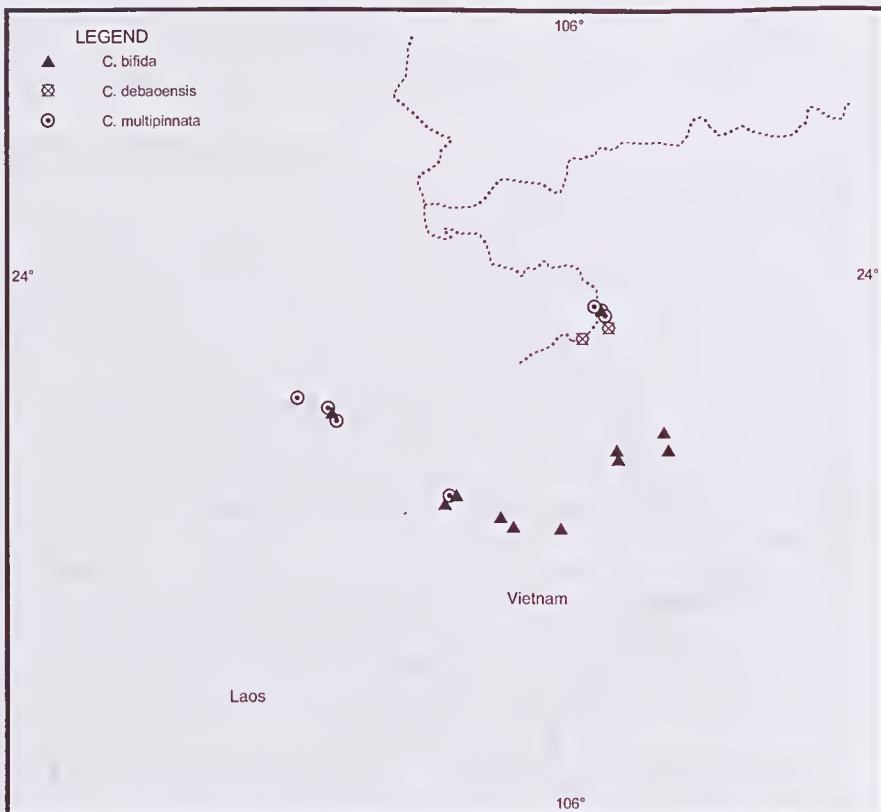 106°
LEGEND
C. bifida
C. debaoensis
C. multipinnata
24°
24°
Vietnam
Laos
106°